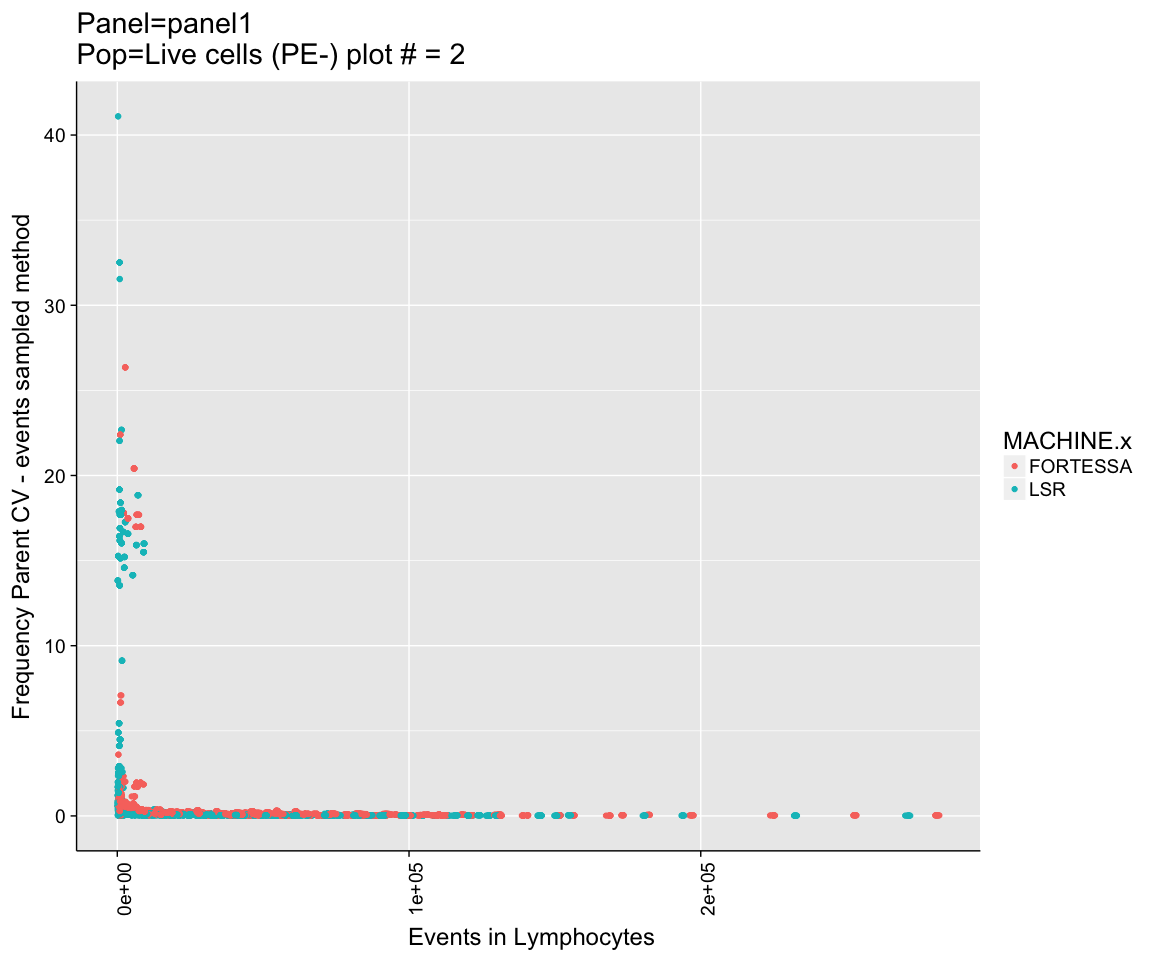 Panel=panel1
Pop=Live cells (PE-) plot # = 2
Frequency Parent CV - events sampled method
40
30
20
10
0
0e+00
1e+05
2e+05
Events in Lymphocytes
MACHINE.x
FORTESSA
LSR